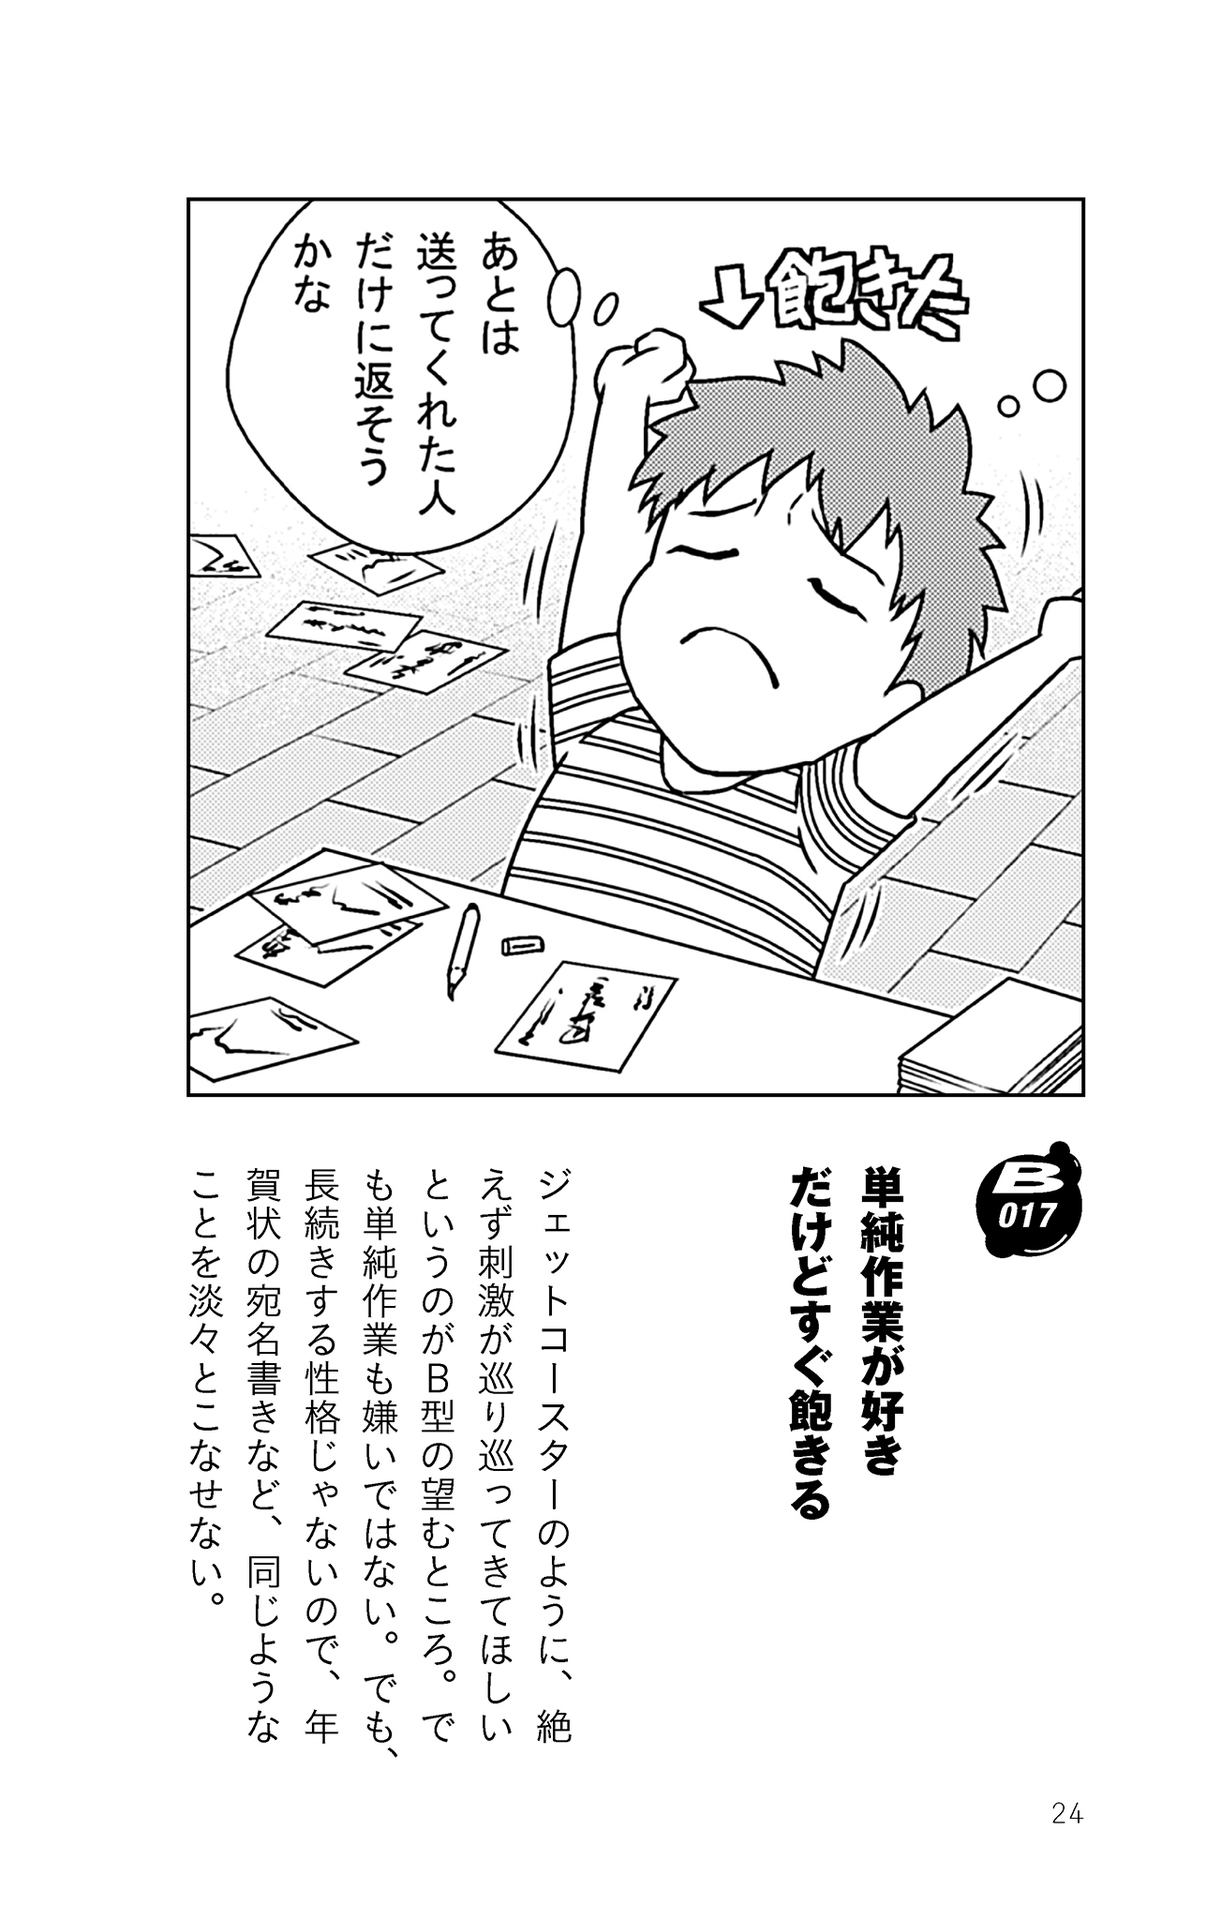 ↓飽きた
あとは
送ってくれた人
だけに返そう
かな
B
017
単純作業が好き
だけどすぐ飽きる
ジェットコースターのように、絶
えず刺激が巡り巡ってきてほしい
というのがB型の望むところ。で
も単純作業も嫌いではない。でも、
長続きする性格じゃないので、年
賀状の宛名書きなど、同じような
ことを淡々とこなせない。
24